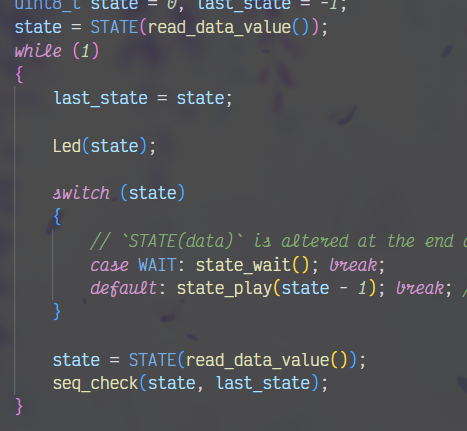 uint8_t state = 0, last_state = -1;
state = STATE(read_data_value());
while (1)
{
    last_state = state;
    Led(state);
    switch (state)
    {
        // `STATE(data)` is altered at the end
        case WAIT: state_wait(); break;
        default: state_play(state - 1); break; /
    }
    state = STATE(read_data_value());
    seq_check(state, last_state);
}